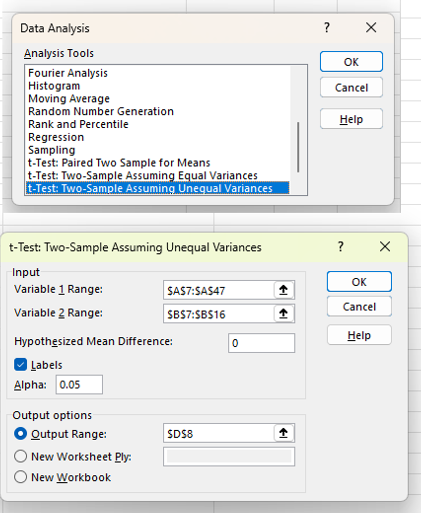 Data Analysis ? ×
Analysis Tools
Fourier Analysis
Histogram
Moving Average
Random Number Generation
Rank and Percentile
Regression
Sampling
t-Test: Paired Two Sample for Means
t-Test: Two-Sample Assuming Equal Variances
t-Test: Two-Sample Assuming Unequal Variances
OK
Cancel
Help
t-Test: Two-Sample Assuming Unequal Variances ? ×
Input
Variable 1 Range: $A$7:$A$47
Variable 2 Range: $B$7:$B$16
Hypothesized Mean Difference: 0
Labels
Alpha: 0.05
OK
Cancel
Help
Output options
Output Range: $D$8
New Worksheet Ply:
New Workbook